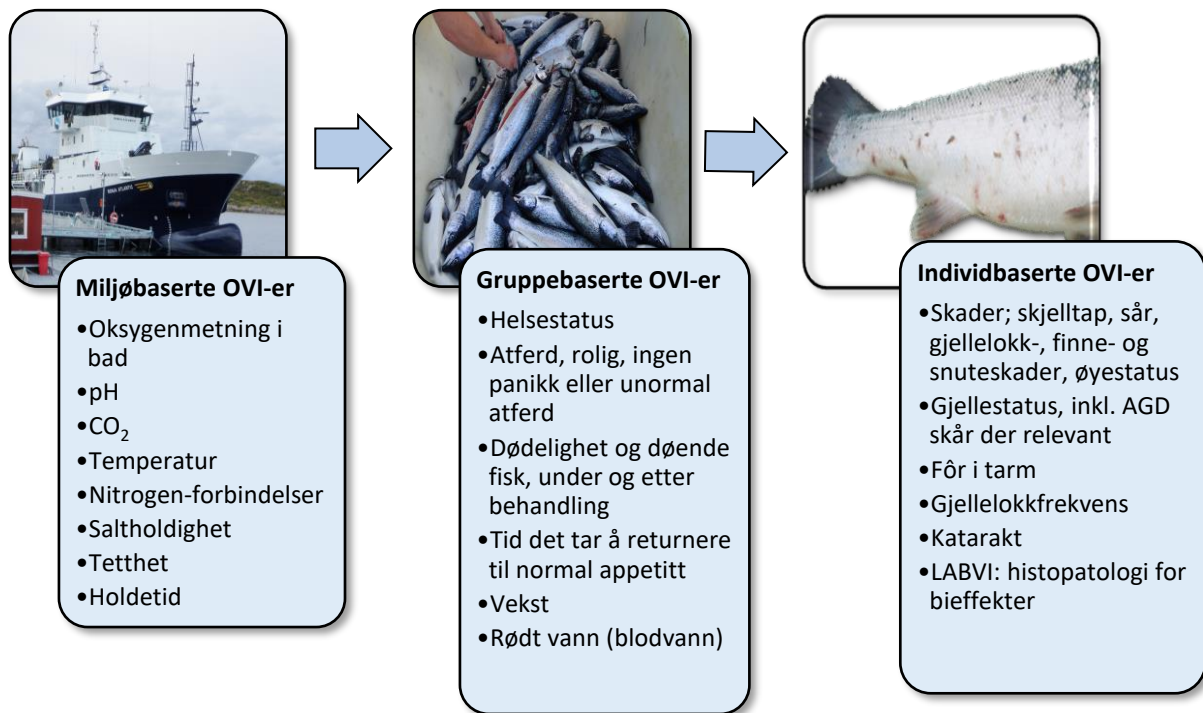 Miljøbaserte OVI-er
•Oksygenmetning i
bad
•pH
•CO₂
•Temperatur
•Nitrogen-forbindelser
•Saltholdighet
•Tetthet
•Holdetid
Gruppebaserte OVI-er
•Helsestatus
•Atferd, rolig, ingen
panikk eller unormal
atferd
•Dødelighet og døende
fisk, under og etter
behandling
•Tid det tar å returnere
til normal appetitt
•Vekst
•Rødt vann (blodvann)
Individbaserte OVI-er
•Skader; skjelltap, sår,
gjellelokk-, finne- og
snuteskader, øyestatus
•Gjellestatus, inkl. AGD
skår der relevant
•Fôr i tarm
•Gjellelokkfrekvens
•Katarakt
•LABVI: histopatologi for
bieffekter